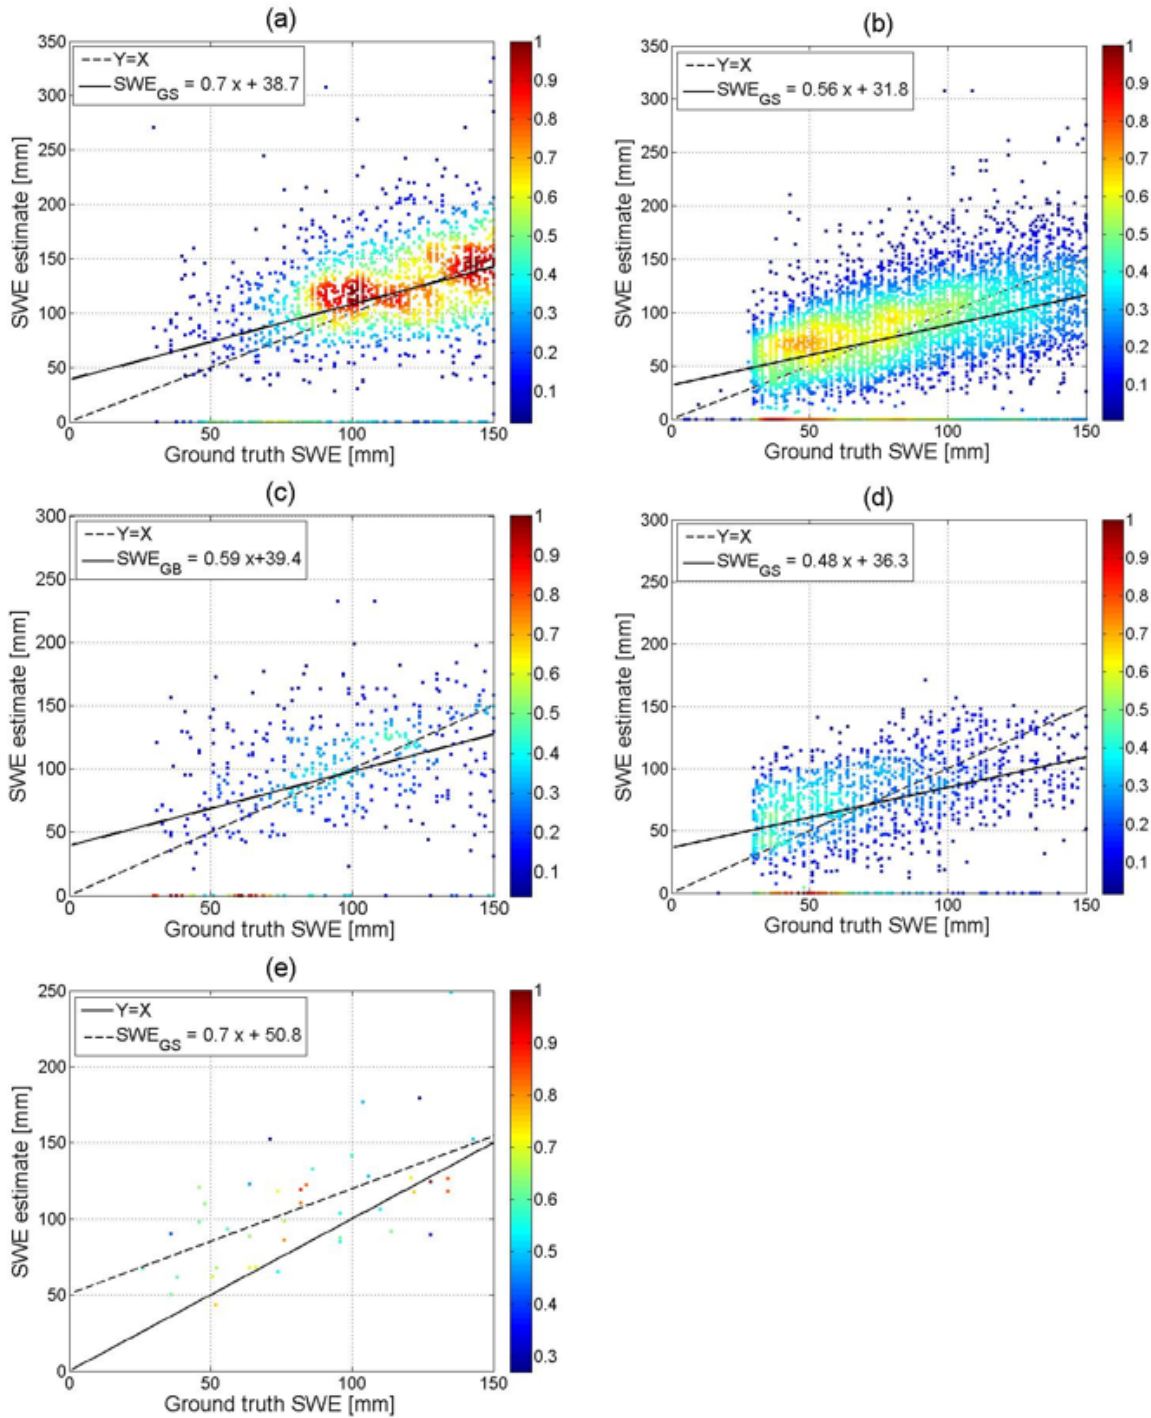 (a)
350
300
250
200
150
100
50
0
SWE estimate [mm]
Y=X
SWE_GS = 0.7 x + 38.7
0 50 100 150
Ground truth SWE [mm]
1
0.9
0.8
0.7
0.6
0.5
0.4
0.3
0.2
0.1
(b)
350
300
250
200
150
100
50
0
SWE estimate [mm]
Y=X
SWE_GS = 0.56 x + 31.8
0 50 100 150
Ground truth SWE [mm]
1
0.9
0.8
0.7
0.6
0.5
0.4
0.3
0.2
0.1
(c)
300
250
200
150
100
50
0
SWE estimate [mm]
Y=X
SWE_GB = 0.59 x+39.4
0 50 100 150
Ground truth SWE [mm]
1
0.9
0.8
0.7
0.6
0.5
0.4
0.3
0.2
0.1
(d)
300
250
200
150
100
50
0
SWE estimate [mm]
Y=X
SWE_GS = 0.48 x + 36.3
0 50 100 150
Ground truth SWE [mm]
1
0.9
0.8
0.7
0.6
0.5
0.4
0.3
0.2
0.1
(e)
250
200
150
100
50
0
SWE estimate [mm]
Y=X
SWE_GS = 0.7 x + 50.8
0 50 100 150
Ground truth SWE [mm]
1
0.9
0.8
0.7
0.6
0.5
0.4
0.3